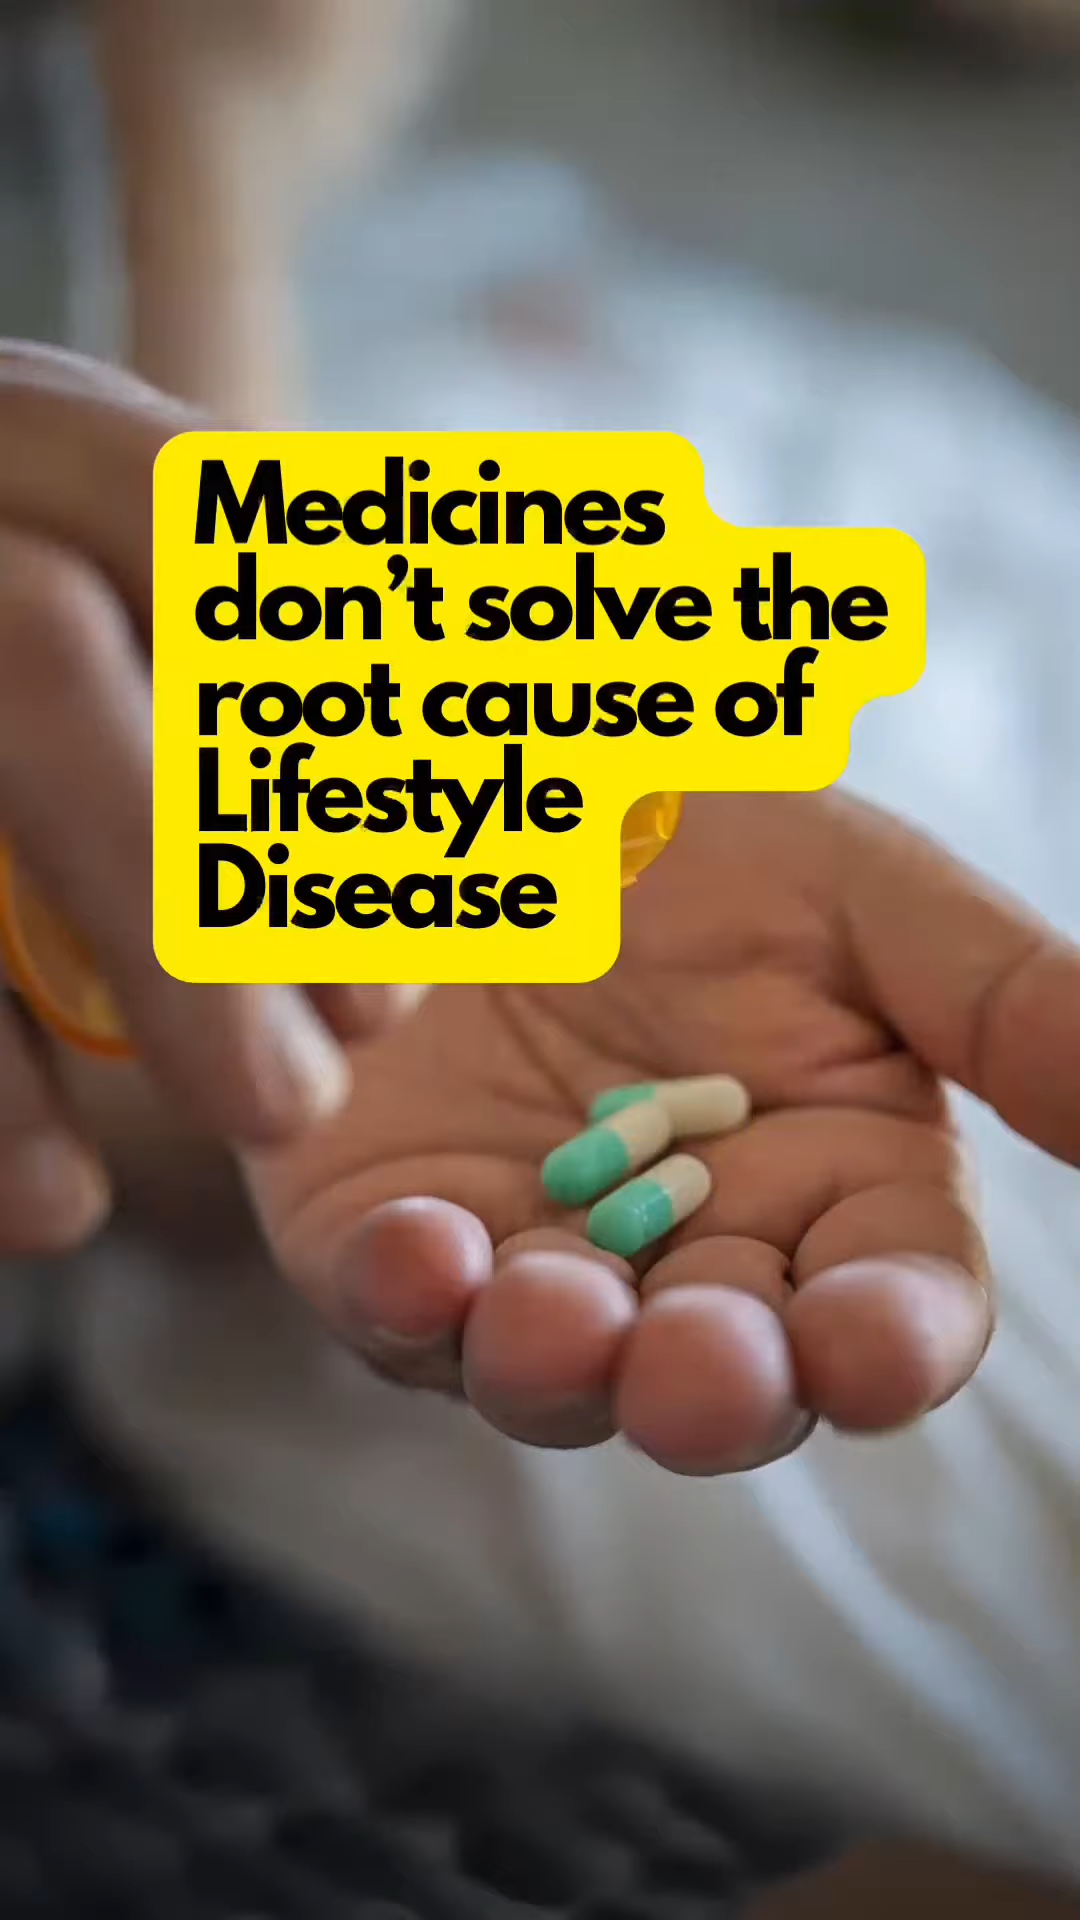 Medicines
don’t solve the
root cause of
Lifestyle
Disease